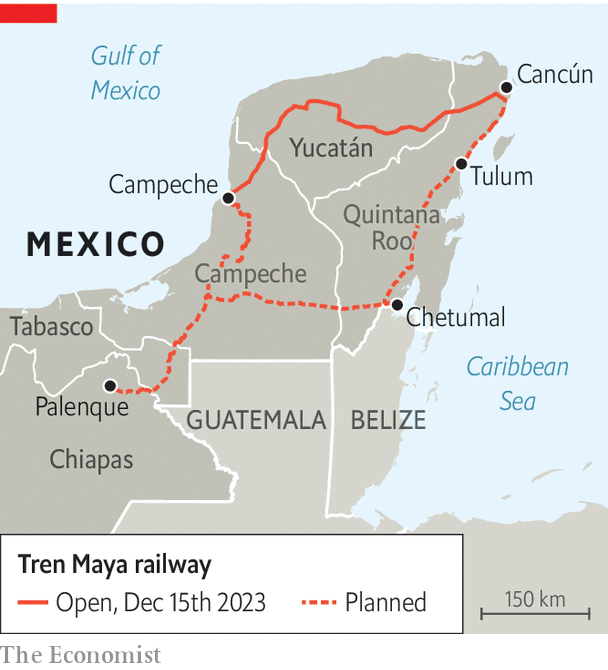 Gulf of
Mexico
Cancún
Yucatán
Tulum
Campeche
Quintana
Roo
MEXICO
Campeche
Chetumal
Tabasco
Caribbean
Sea
Palenque
GUATEMALA
BELIZE
Chiapas
Tren Maya railway
Open, Dec 15th 2023
Planned
150 km
The Economist